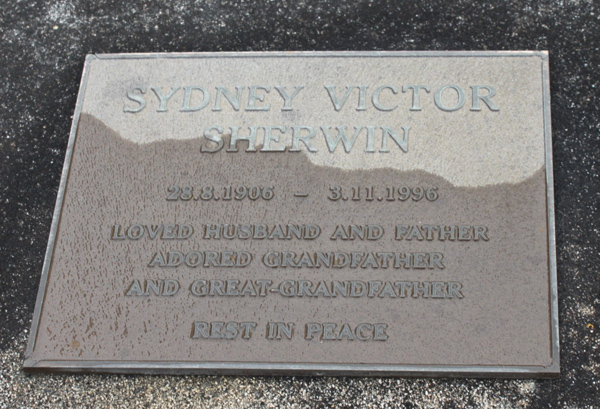 SYDNEY VICTOR
SHERWIN
28.8.1906 – 3.11.1996
LOVED HUSBAND AND FATHER
ADORED GRANDFATHER
AND GREAT-GRANDFATHER
REST IN PEACE